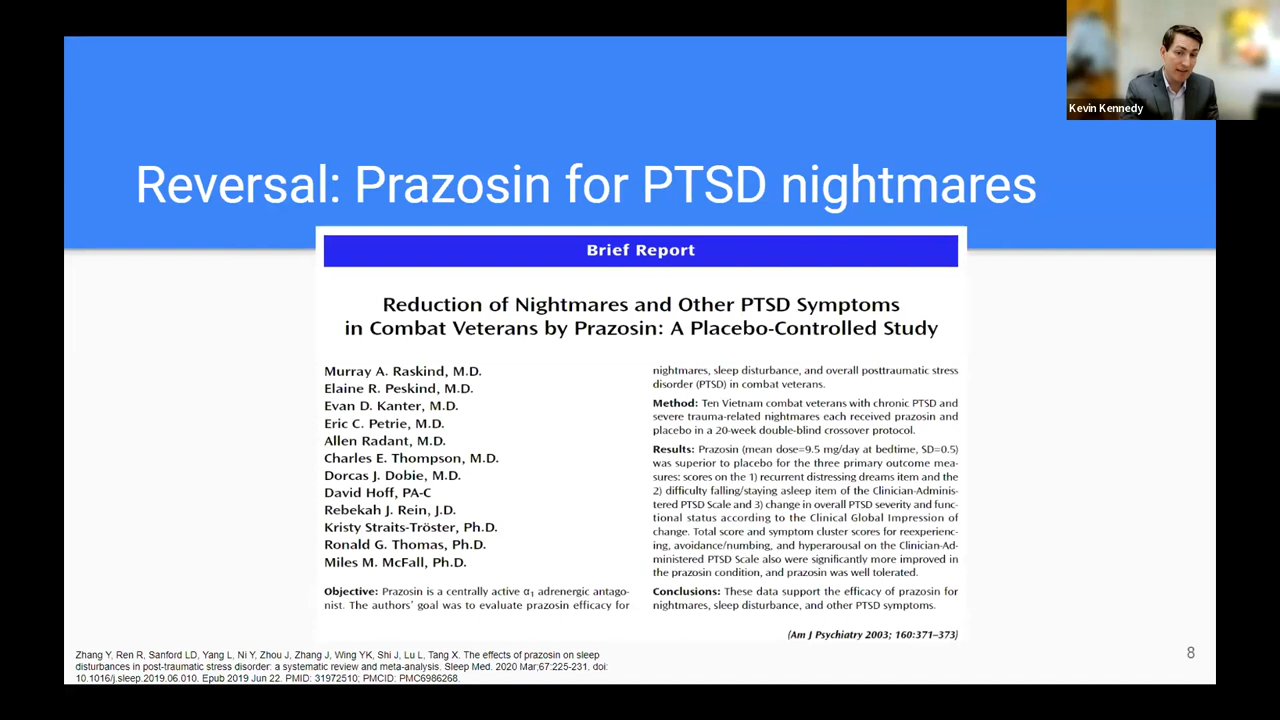 Kevin Kennedy
Reversal: Prazosin for PTSD nightmares
Brief Report
Reduction of Nightmares and Other PTSD Symptoms
in Combat Veterans by Prazosin: A Placebo-Controlled Study
Murray A. Raskind, M.D.
Elaine R. Peskind, M.D.
Evan D. Kanter, M.D.
Eric C. Petrie, M.D.
Allen Radant, M.D.
Charles E. Thompson, M.D.
Dorcas J. Dobie, M.D.
David Hoff, PA-C
Rebekah J. Rein, J.D.
Kristy Straits-Tröster, Ph.D.
Ronald G. Thomas, Ph.D.
Miles M. McFall, Ph.D.
Objective: Prazosin is a centrally active α1 adrenergic antago-
nist. The authors' goal was to evaluate prazosin efficacy for
nightmares, sleep disturbance, and overall posttraumatic stress
disorder (PTSD) in combat veterans.
Method: Ten Vietnam combat veterans with chronic PTSD and
severe trauma-related nightmares each received prazosin and
placebo in a 20-week double-blind crossover protocol.
Results: Prazosin (mean dose=9.5 mg/day at bedtime, SD=0.5)
was superior to placebo for the three primary outcome mea-
sures: scores on the 1) recurrent distressing dreams item and the
2) difficulty falling/staying asleep item of the Clinician-Adminis-
tered PTSD Scale and 3) change in overall PTSD severity and func-
tional status according to the Clinical Global Impression of
change. Total score and symptom cluster scores for reexperienc-
ing, avoidance/numbing, and hyperarousal on the Clinician-Ad-
ministered PTSD Scale also were significantly more improved in
the prazosin condition, and prazosin was well tolerated.
Conclusions: These data support the efficacy of prazosin for
nightmares, sleep disturbance, and other PTSD symptoms.
(Am J Psychiatry 2003; 160:371–373)
Zhang Y, Ren R, Sanford LD, Yang L, Ni Y, Zhou J, Zhang J, Wing YK, Shi J, Lu L, Tang X. The effects of prazosin on sleep
disturbances in post-traumatic stress disorder: a systematic review and meta-analysis. Sleep Med. 2020 Mar;67:225-231. doi:
10.1016/j.sleep.2019.06.010. Epub 2019 Jun 22. PMID: 31972510; PMCID: PMC6986268.
8